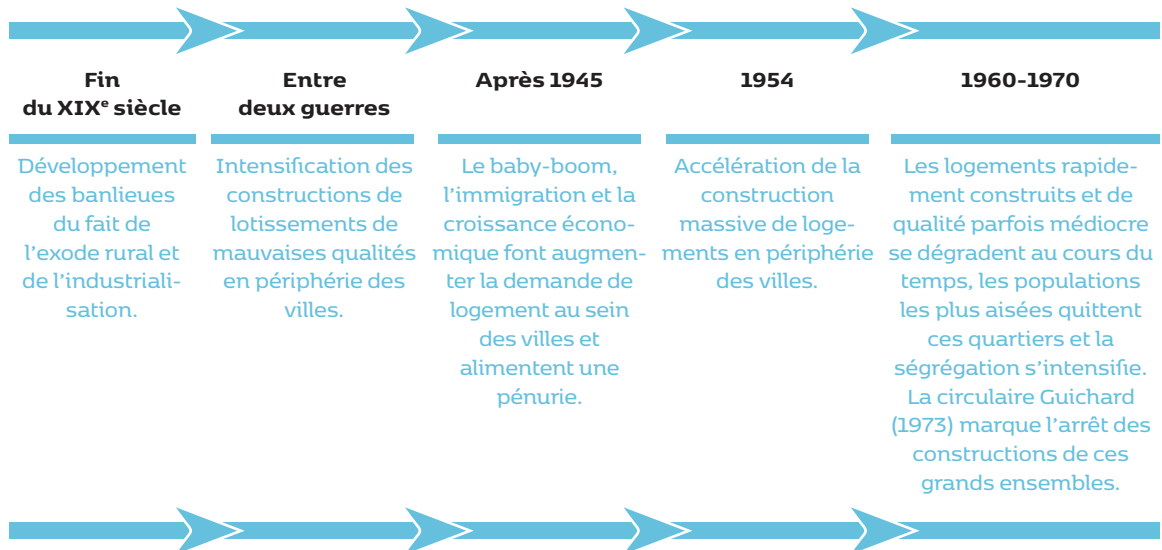 Fin
du XIXe siècle
Développement
des banlieues
du fait de
l'exode rural et
de l'industriali-
sation.
Entre
deux guerres
Intensification des
constructions de
lotissements de
mauvaises qualités
en périphérie des
villes.
Après 1945
Le baby-boom,
l'immigration et la
croissance écono-
mique font augmen-
ter la demande de
logement au sein
des villes et
alimentent une
pénurie.
1954
Accélération de la
construction
massive de loge-
ments en périphérie
des villes.
1960-1970
Les logements rapide-
ment construits et de
qualité parfois médiocre
se dégradent au cours du
temps, les populations
les plus aisées quittent
ces quartiers et la
ségrégation s'intensifie.
La circulaire Guichard
(1973) marque l'arrêt des
constructions de ces
grands ensembles.